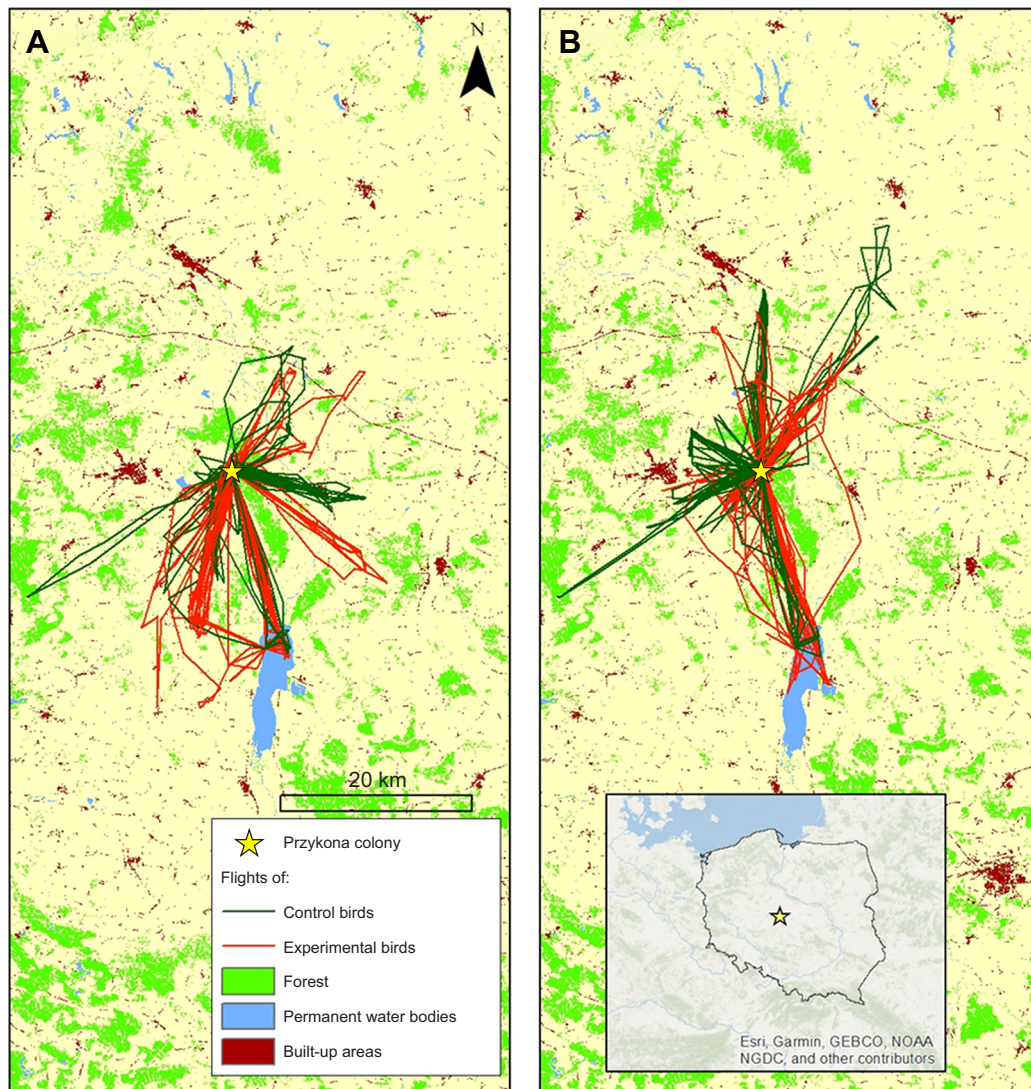 A
N
B
20 km
Przykona colony
Flights of:
Control birds
Experimental birds
Forest
Permanent water bodies
Built-up areas
Esri, Garmin, GEBCO, NOAA
NGDC, and other contributors